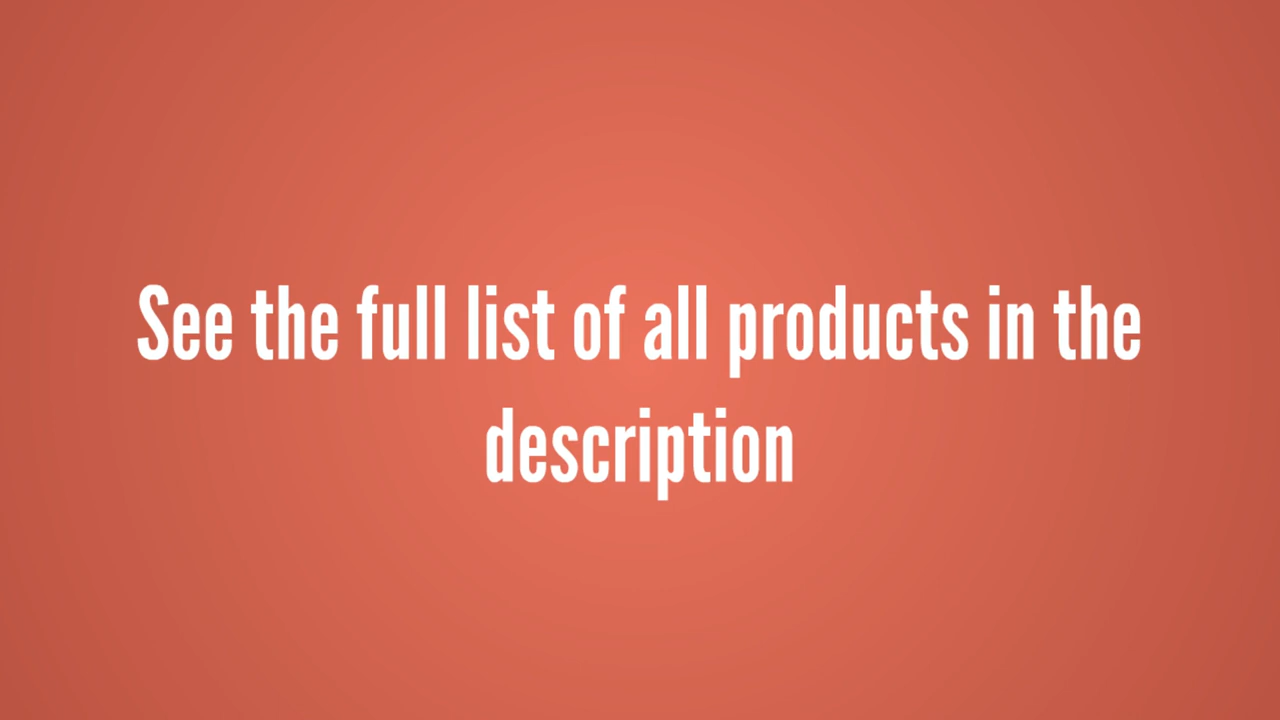 See the full list of all products in the
description